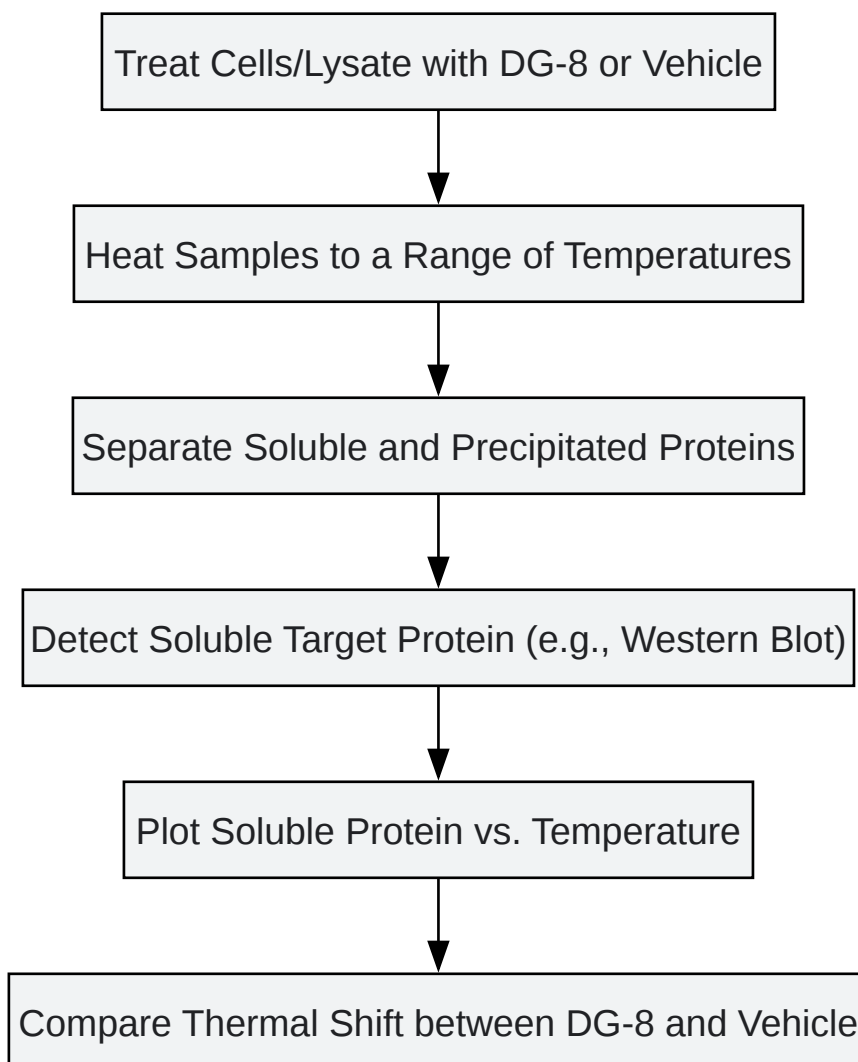 Treat Cells/Lysate with DG-8 or Vehicle
Heat Samples to a Range of Temperatures
Separate Soluble and Precipitated Proteins
Detect Soluble Target Protein (e.g., Western Blot)
Plot Soluble Protein vs. Temperature
Compare Thermal Shift between DG-8 and Vehicle